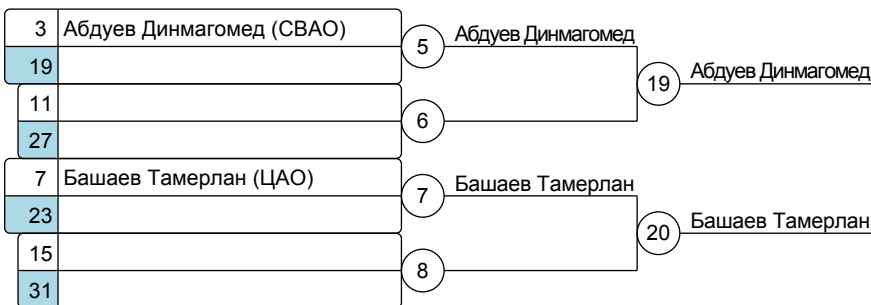 3 Абдуев Динмагомед (СВАО)
5 Абдуев Динмагомед
19
19 Абдуев Динмагомед
11
6
27
7 Башаев Тамерлан (ЦАО)
7 Башаев Тамерлан
23
20 Башаев Тамерлан
15
8
31